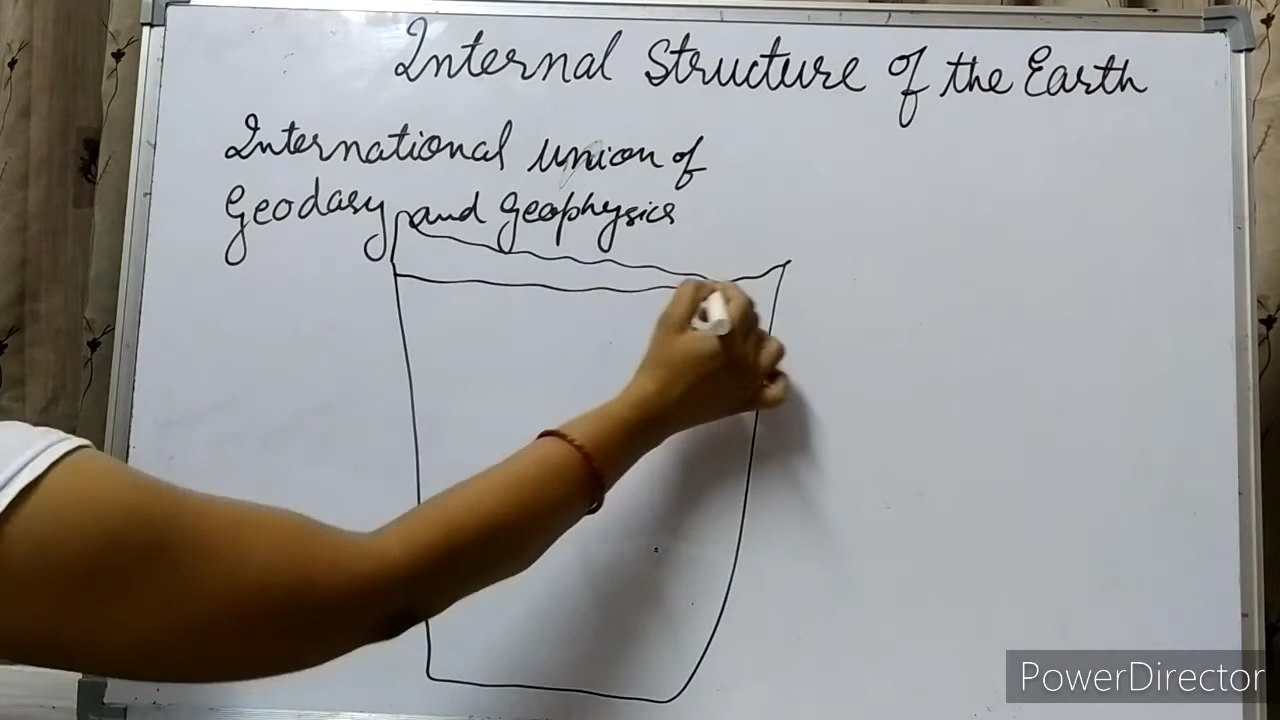 Internal Structure of the Earth
International union of
Geodasy and Geophysics
PowerDirector